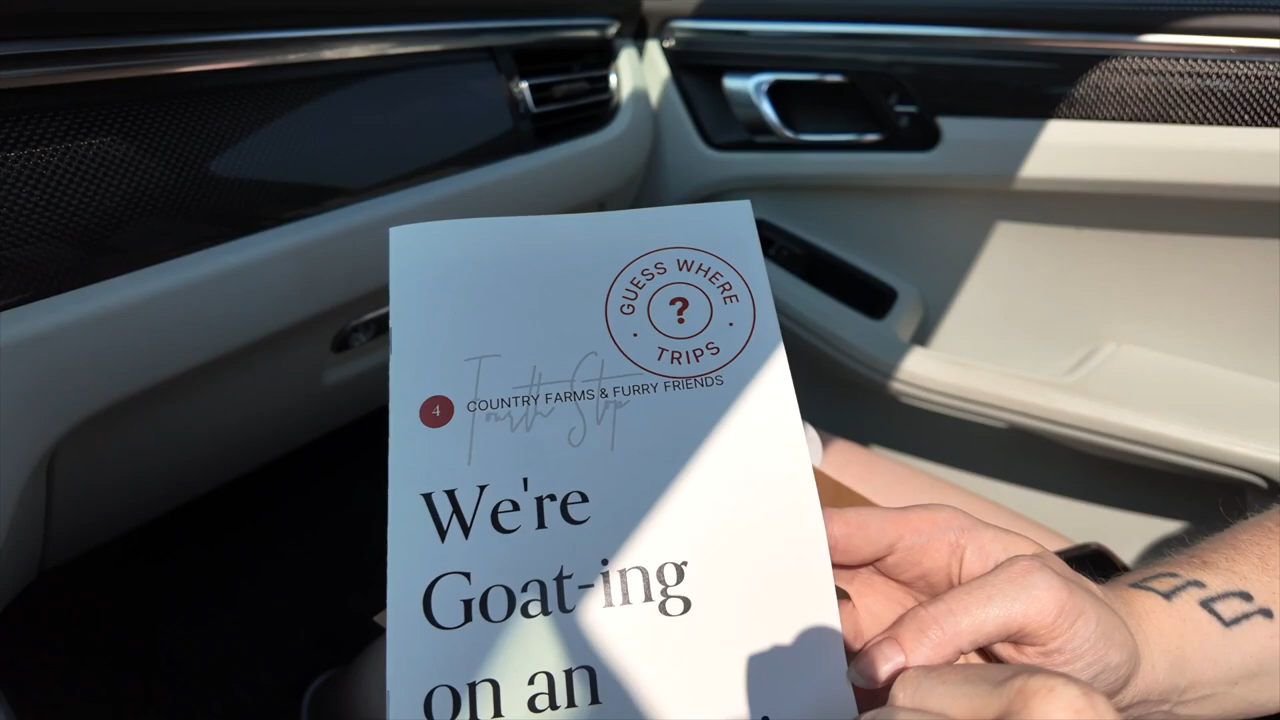 GUESS WHERE
?
TRIPS
Fourth Stop
4 COUNTRY FARMS & FURRY FRIENDS
We're
Goat-ing
on an